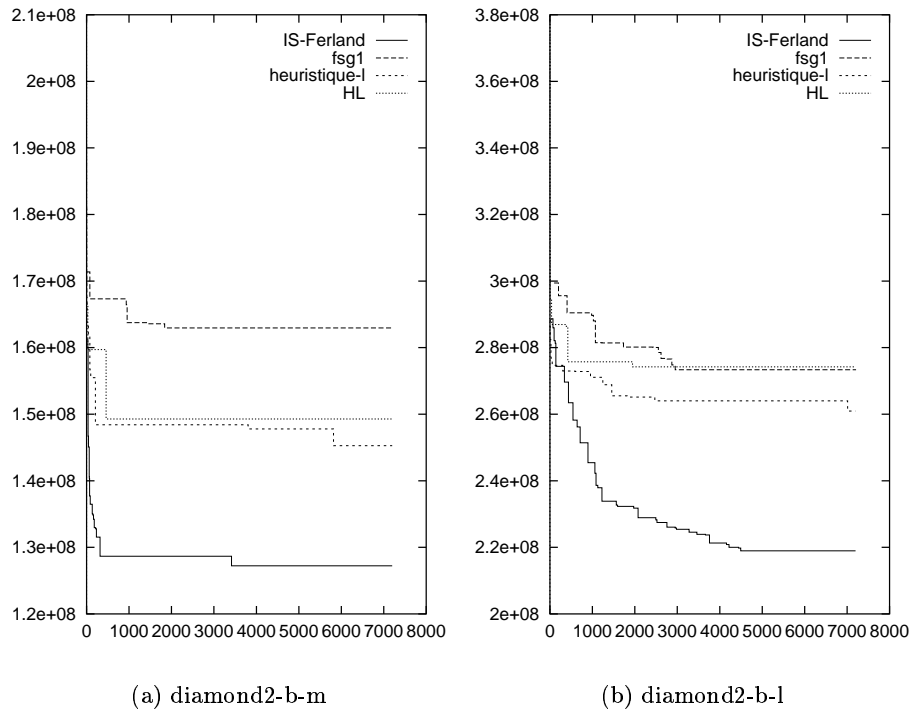 2.1e+08
2e+08
1.9e+08
1.8e+08
1.7e+08
1.6e+08
1.5e+08
1.4e+08
1.3e+08
1.2e+08
0 1000 2000 3000 4000 5000 6000 7000 8000
IS-Ferland
fsg1
heuristique-l
HL
(a) diamond2-b-m
3.8e+08
3.6e+08
3.4e+08
3.2e+08
3e+08
2.8e+08
2.6e+08
2.4e+08
2.2e+08
2e+08
0 1000 2000 3000 4000 5000 6000 7000 8000
IS-Ferland
fsg1
heuristique-l
HL
(b) diamond2-b-l